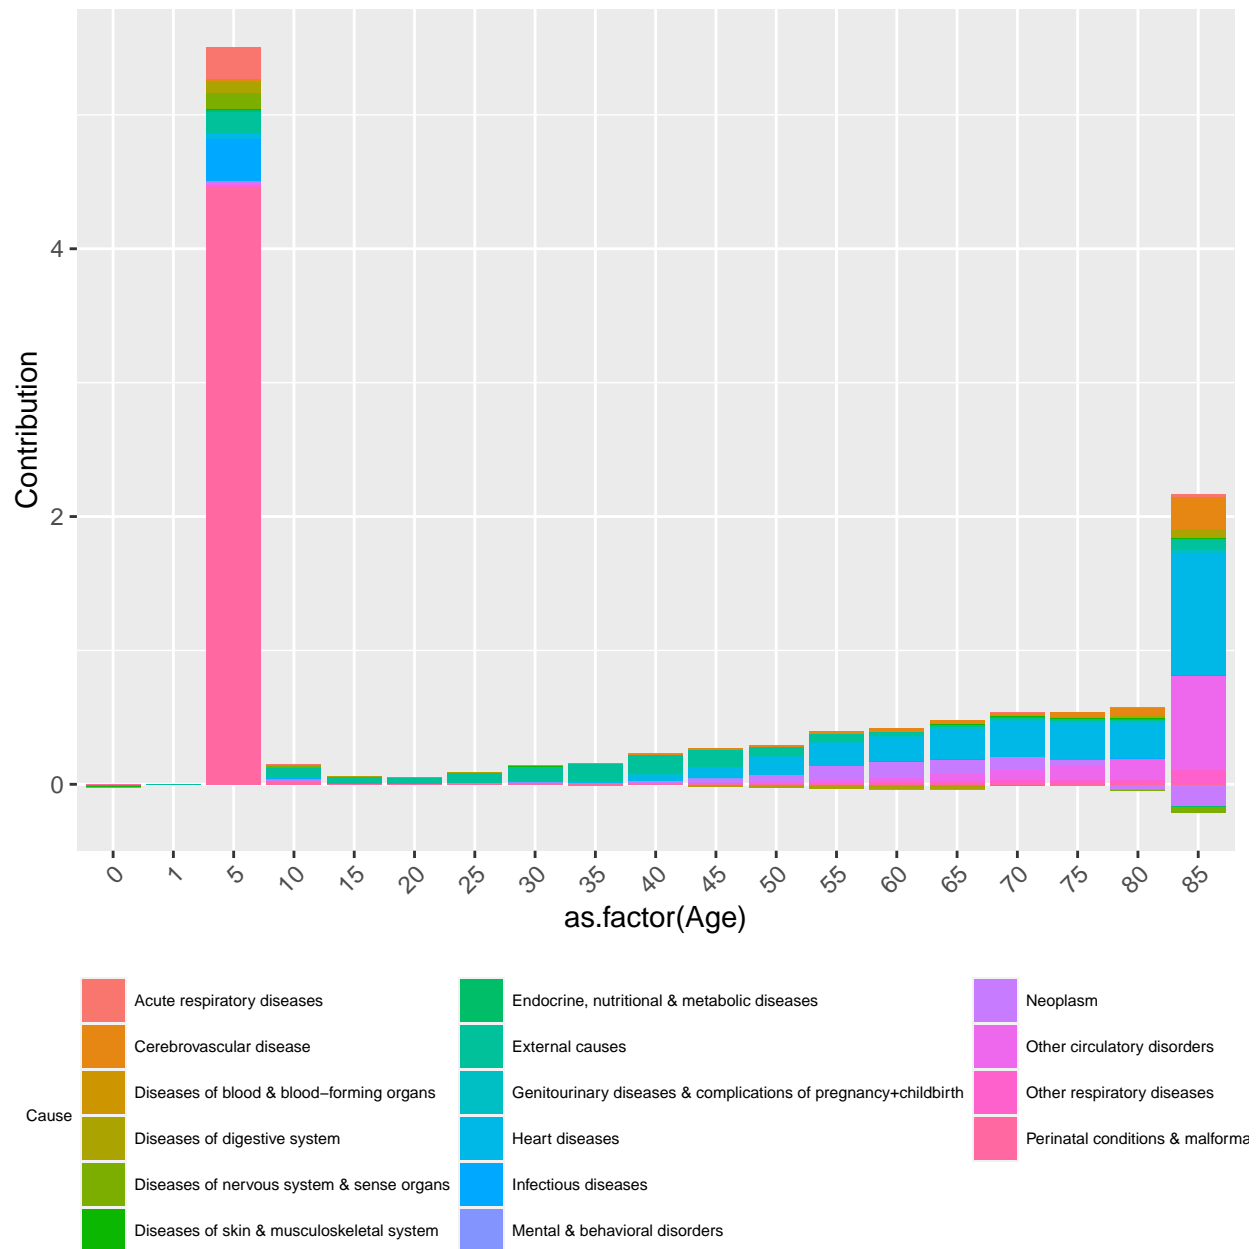 Contribution
4
2
0
0 1 5 10 15 20 25 30 35 40 45 50 55 60 65 70 75 80 85
as.factor(Age)
Cause
Acute respiratory diseases
Cerebrovascular disease
Diseases of blood & blood−forming organs
Diseases of digestive system
Diseases of nervous system & sense organs
Diseases of skin & musculoskeletal system
Endocrine, nutritional & metabolic diseases
External causes
Genitourinary diseases & complications of pregnancy+childbirth
Heart diseases
Infectious diseases
Mental & behavioral disorders
Neoplasm
Other circulatory disorders
Other respiratory diseases
Perinatal conditions & malforma